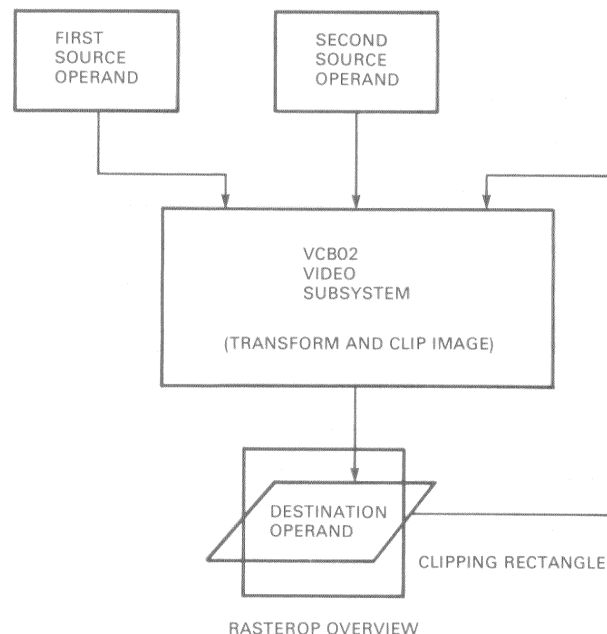 FIRST
SOURCE
OPERAND
SECOND
SOURCE
OPERAND
VCB02
VIDEO
SUBSYSTEM
(TRANSFORM AND CLIP IMAGE)
DESTINATION
OPERAND
CLIPPING RECTANGLE
RASTEROP OVERVIEW